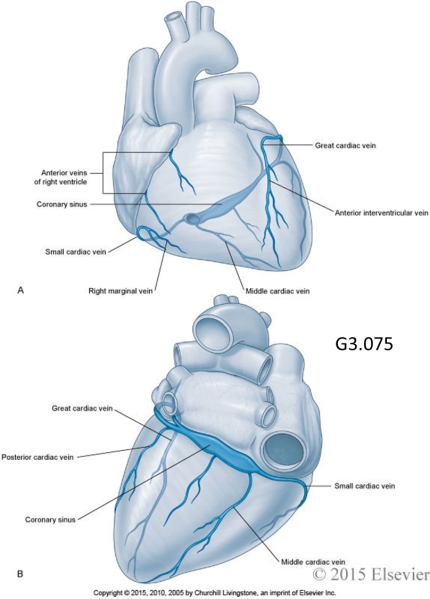 Great cardiac vein
Anterior veins
of right ventricle
Coronary sinus
Anterior interventricular vein
Small cardiac vein
A
Right marginal vein
Middle cardiac vein
G3.075
Great cardiac vein
Posterior cardiac vein
Small cardiac vein
Coronary sinus
Middle cardiac vein
B
© 2015 Elsevier
Copyright © 2015, 2010, 2005 by Churchill Livingstone, an imprint of Elsevier Inc.